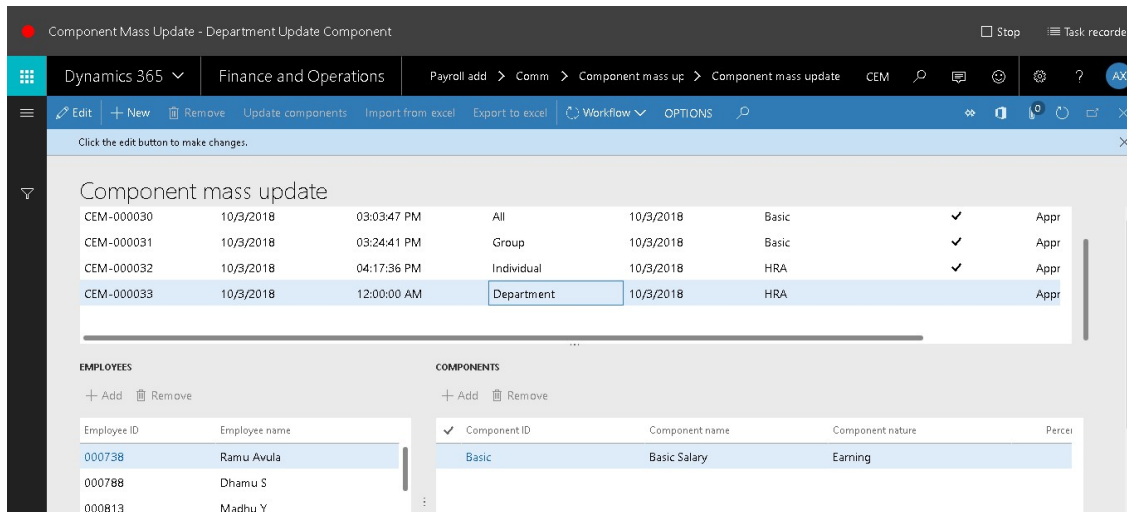 Component Mass Update - Department Update Component Stop Task recorde
Dynamics 365 Finance and Operations Payroll add > Comm > Component mass up > Component mass update CEM ? AX
Edit + New Remove Update components Import from excel Export to excel Workflow OPTIONS 0
Click the edit button to make changes.
Component mass update
CEM-000030 10/3/2018 03:03:47 PM All 10/3/2018 Basic ✓ Appr
CEM-000031 10/3/2018 03:24:41 PM Group 10/3/2018 Basic ✓ Appr
CEM-000032 10/3/2018 04:17:36 PM Individual 10/3/2018 HRA ✓ Appr
CEM-000033 10/3/2018 12:00:00 AM Department 10/3/2018 HRA Appr
EMPLOYEES COMPONENTS
+ Add Remove + Add Remove
Employee ID Employee name ✓ Component ID Component name Component nature Percer
000738 Ramu Avula Basic Basic Salary Earning
000788 Dhamu S
000813 Madhu Y